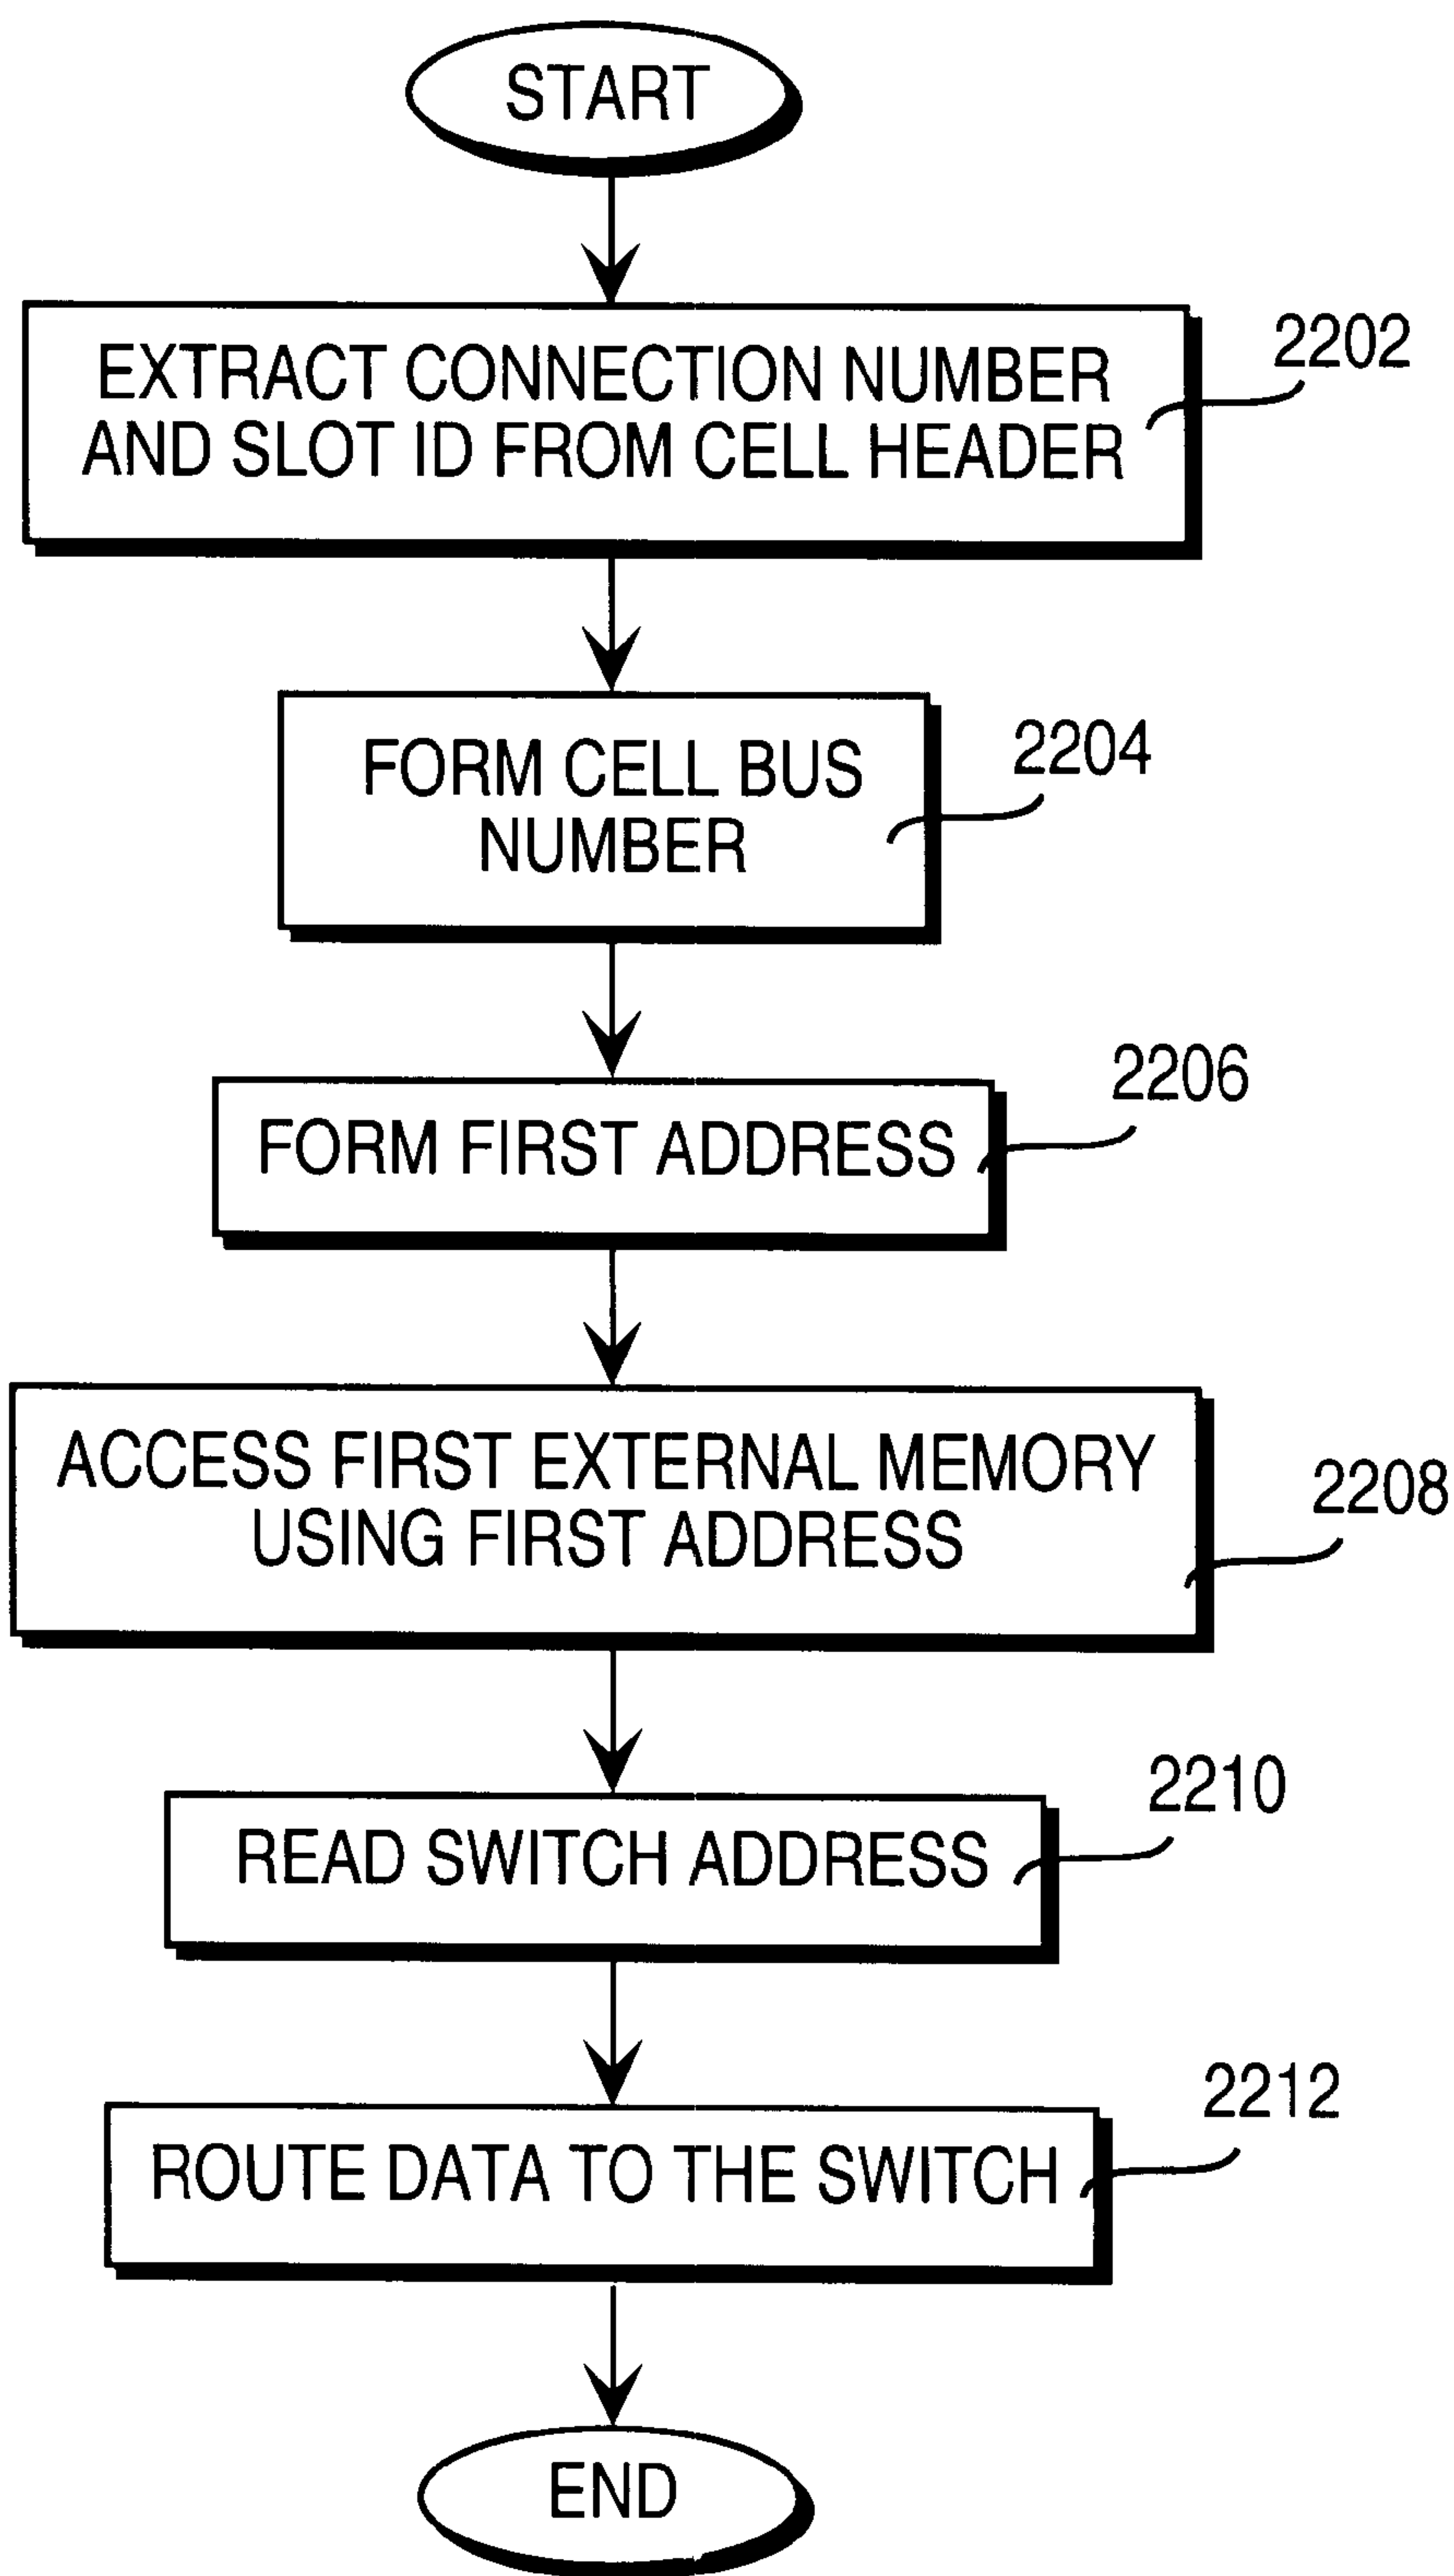 START
EXTRACT CONNECTION NUMBER
AND SLOT ID FROM CELL HEADER
2202
FORM CELL BUS
NUMBER
2204
FORM FIRST ADDRESS
2206
ACCESS FIRST EXTERNAL MEMORY
USING FIRST ADDRESS
2208
READ SWITCH ADDRESS
2210
ROUTE DATA TO THE SWITCH
2212
END